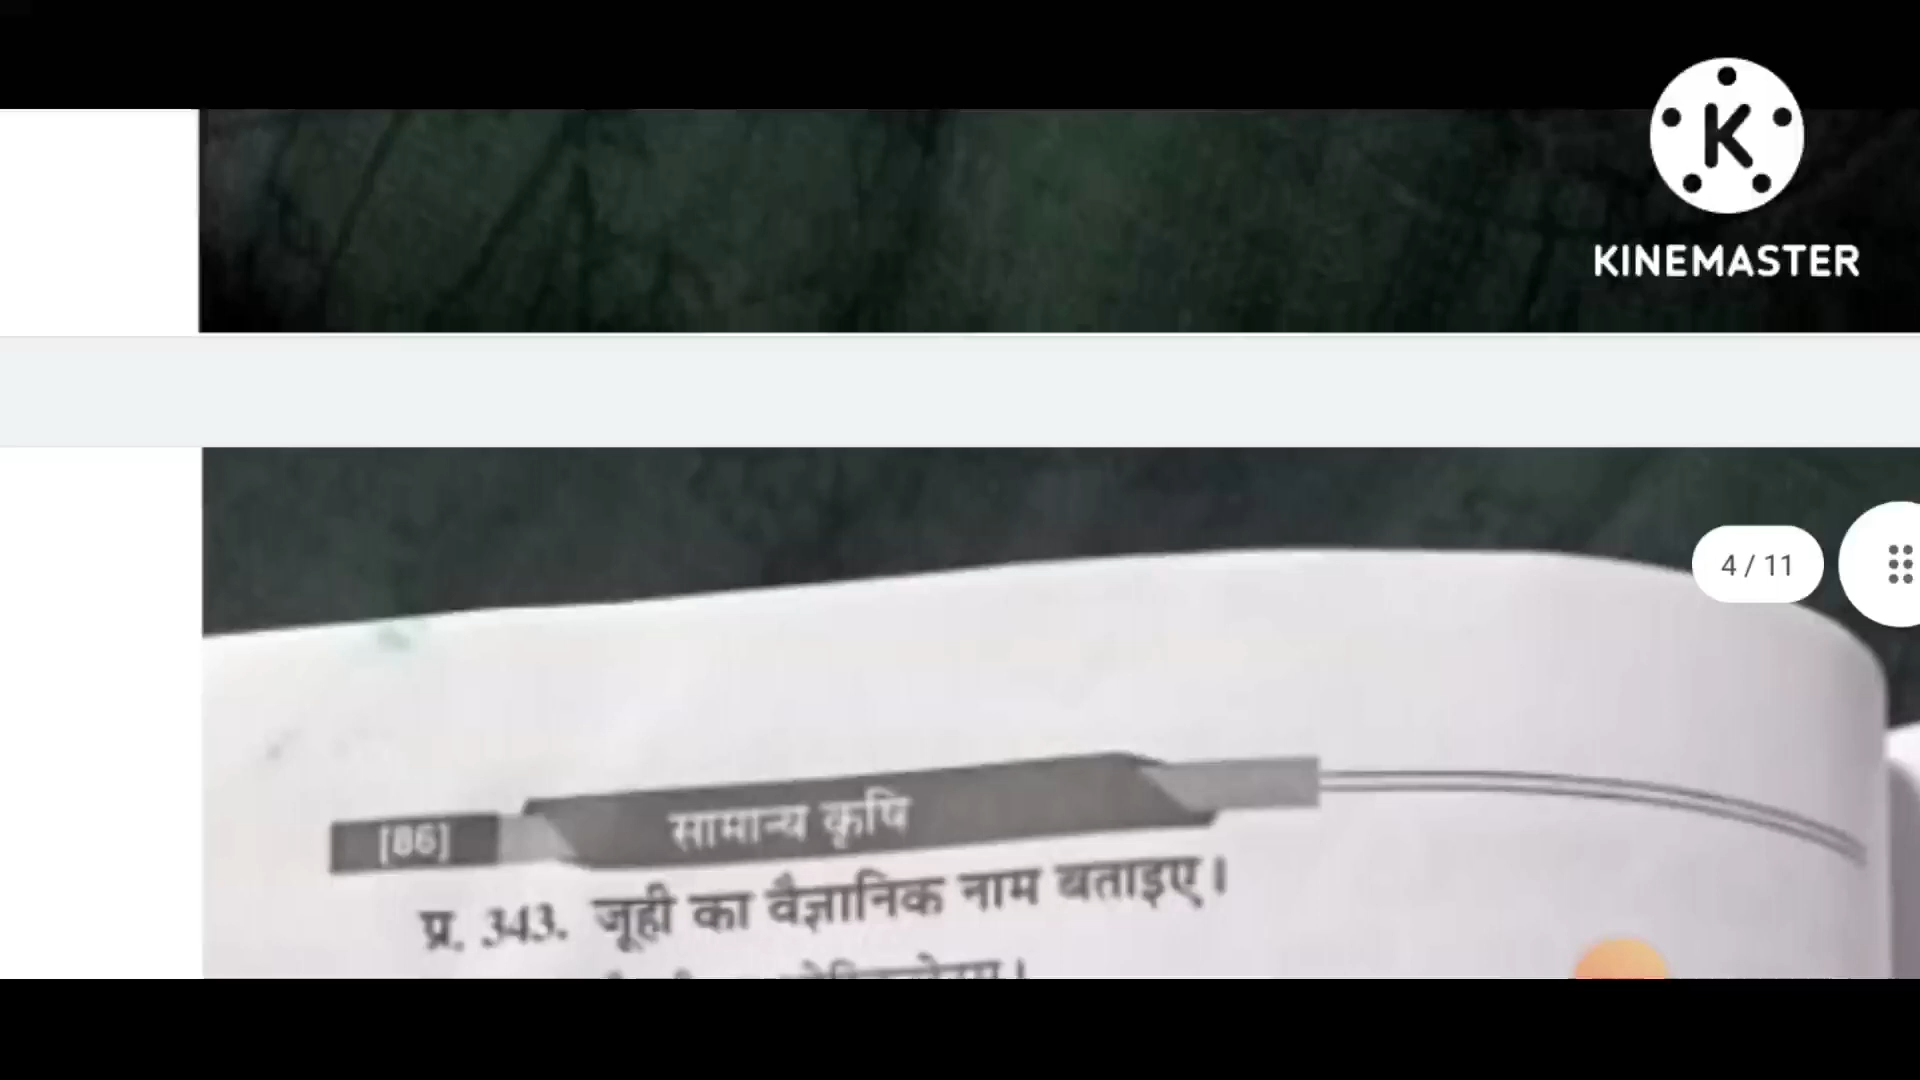 K
KINEMASTER
4 / 11
[86]
सामान्य कृषि
प्र. 343. जूही का वैज्ञानिक नाम बताइए।